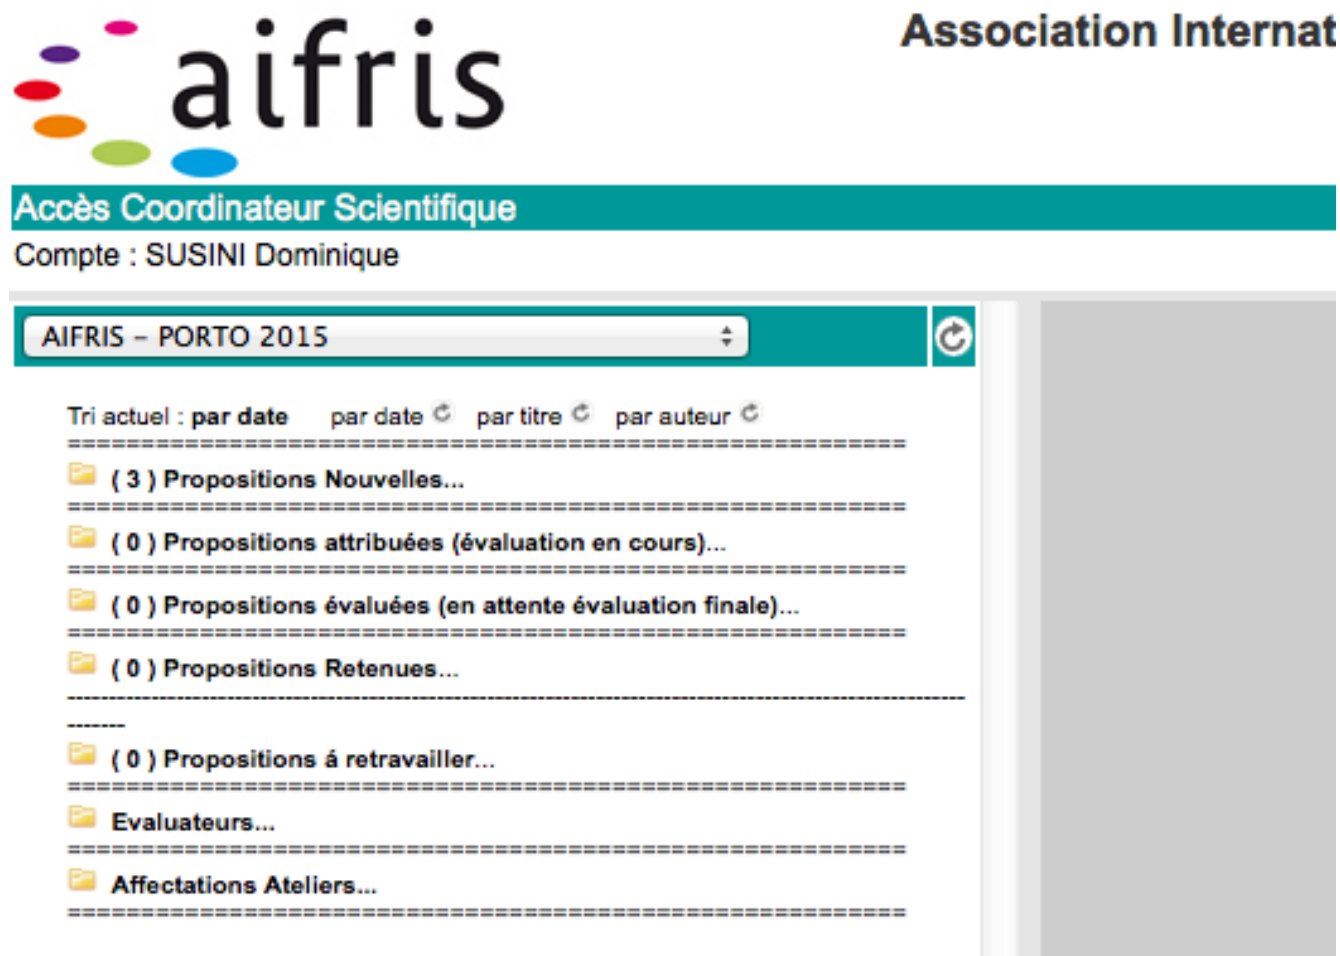 aifris
Association Internat
Accès Coordinateur Scientifique
Compte : SUSINI Dominique
AIFRIS – PORTO 2015
Tri actuel : par date par date par titre par auteur
=========================================================
( 3 ) Propositions Nouvelles...
=========================================================
( 0 ) Propositions attribuées (évaluation en cours)...
=========================================================
( 0 ) Propositions évaluées (en attente évaluation finale)...
=========================================================
( 0 ) Propositions Retenues...
---------------------------------------------------------------------------------------------------------
-------
( 0 ) Propositions á retravailler...
=========================================================
Evaluateurs...
=========================================================
Affectations Ateliers...
=========================================================